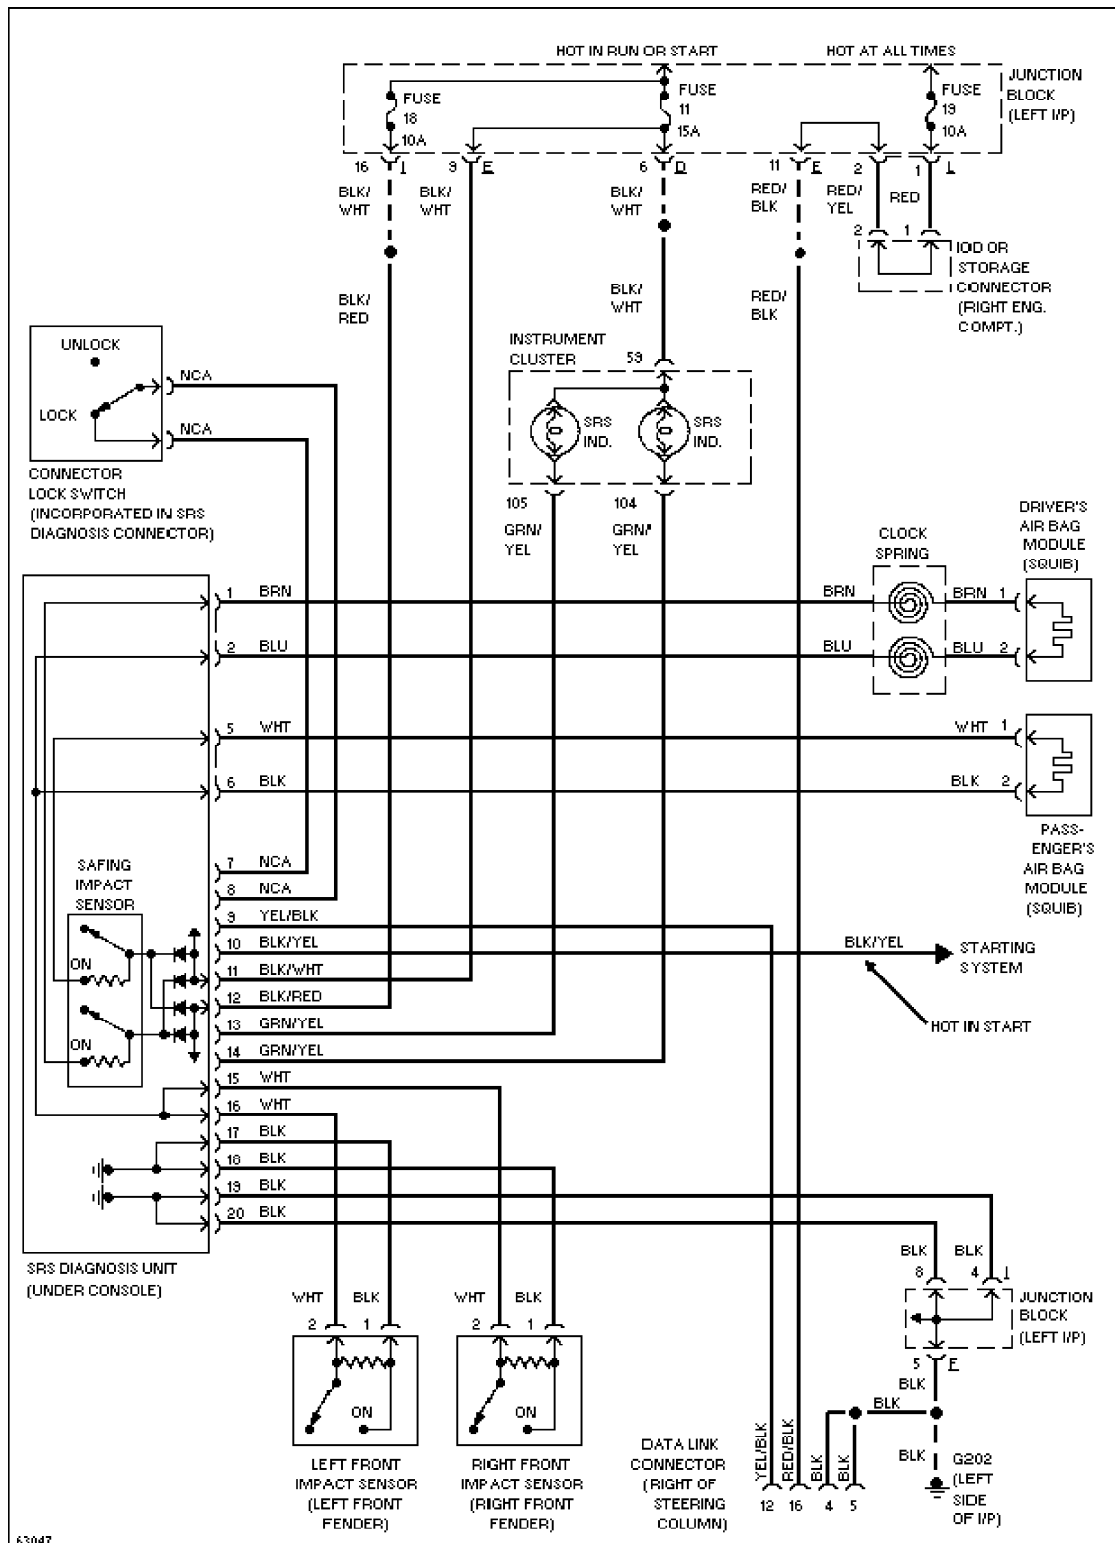 HOT IN RUN OR START
HOT AT ALL TIMES
JUNCTION
BLOCK
(LEFT I/P)
FUSE
18
10A
FUSE
11
15A
FUSE
19
10A
16 I
9 E
6 D
11 E
2
1 L
BLK/
WHT
BLK/
WHT
BLK/
WHT
RED/
BLK
RED/
YEL
RED
2 1
IOD OR
STORAGE
CONNECTOR
(RIGHT ENG.
COMPT.)
BLK/
RED
BLK/
WHT
RED/
BLK
UNLOCK
LOCK
NCA
NCA
CONNECTOR
LOCK SWITCH
(INCORPORATED IN SRS
DIAGNOSIS CONNECTOR)
INSTRUMENT
CLUSTER
59
SRS
IND.
SRS
IND.
105
104
GRN/
YEL
GRN/
YEL
CLOCK
SPRING
DRIVER'S
AIR BAG
MODULE
(SQUIB)
1 BRN
BRN
BRN 1
2 BLU
BLU
BLU 2
5 WHT
WHT 1
6 BLK
BLK 2
PASS-
ENGER'S
AIR BAG
MODULE
(SQUIB)
SAFING
IMPACT
SENSOR
ON
ON
7 NCA
8 NCA
9 YEL/BLK
10 BLK/YEL
11 BLK/WHT
12 BLK/RED
13 GRN/YEL
14 GRN/YEL
15 WHT
16 WHT
17 BLK
18 BLK
19 BLK
20 BLK
BLK/YEL
STARTING
SYSTEM
HOT IN START
SRS DIAGNOSIS UNIT
(UNDER CONSOLE)
WHT BLK
2 1
ON
LEFT FRONT
IMPACT SENSOR
(LEFT FRONT
FENDER)
WHT BLK
2 1
ON
RIGHT FRONT
IMPACT SENSOR
(RIGHT FRONT
FENDER)
BLK BLK
8 4 I
JUNCTION
BLOCK
(LEFT I/P)
5 F
BLK
BLK
BLK
G202
(LEFT
SIDE
OF I/P)
DATA LINK
CONNECTOR
(RIGHT OF
STEERING
COLUMN)
YEL/BLK
RED/BLK
BLK
BLK
12 16 4 5
63047